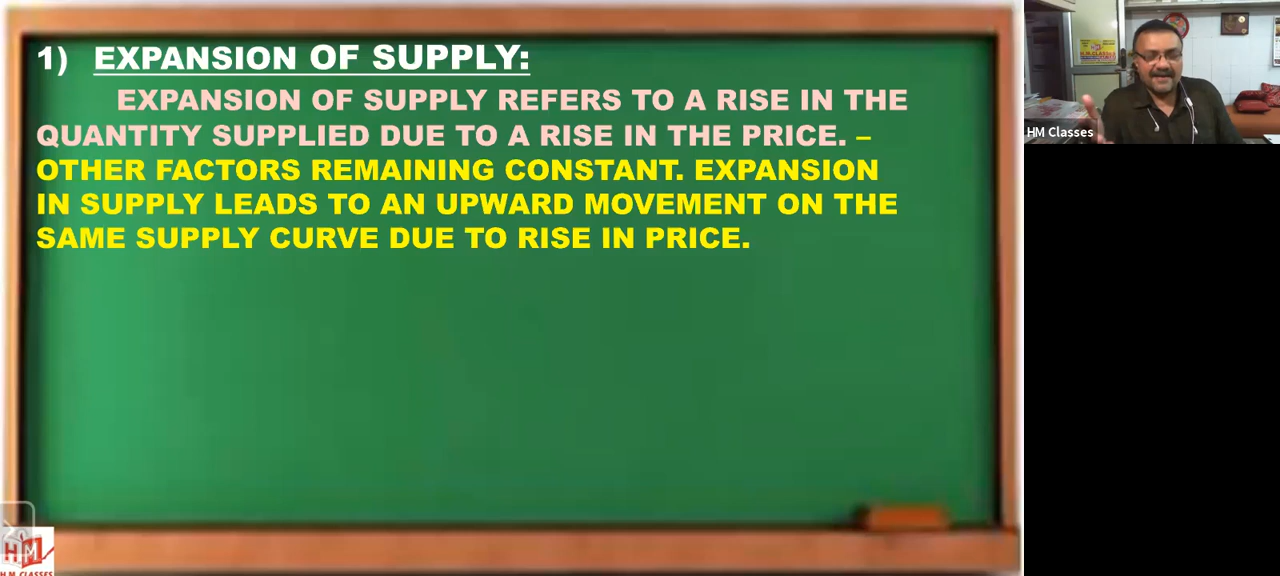 1) EXPANSION OF SUPPLY:
EXPANSION OF SUPPLY REFERS TO A RISE IN THE
QUANTITY SUPPLIED DUE TO A RISE IN THE PRICE. –
OTHER FACTORS REMAINING CONSTANT. EXPANSION
IN SUPPLY LEADS TO AN UPWARD MOVEMENT ON THE
SAME SUPPLY CURVE DUE TO RISE IN PRICE.
HM Classes
HM
H.M. CLASSES